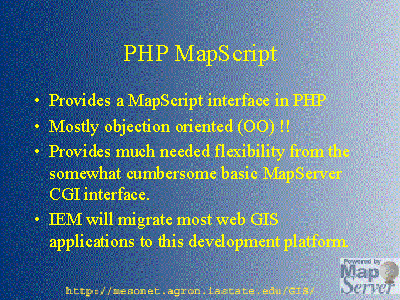 PHP MapScript
• Provides a MapScript interface in PHP
• Mostly objection oriented (OO) !!
• Provides much needed flexibility from the
somewhat cumbersome basic MapServer
CGI interface.
• IEM will migrate most web GIS
applications to this development platform.
Powered by
Map
Server
http://mesonet.agron.iastate.edu/GIS/